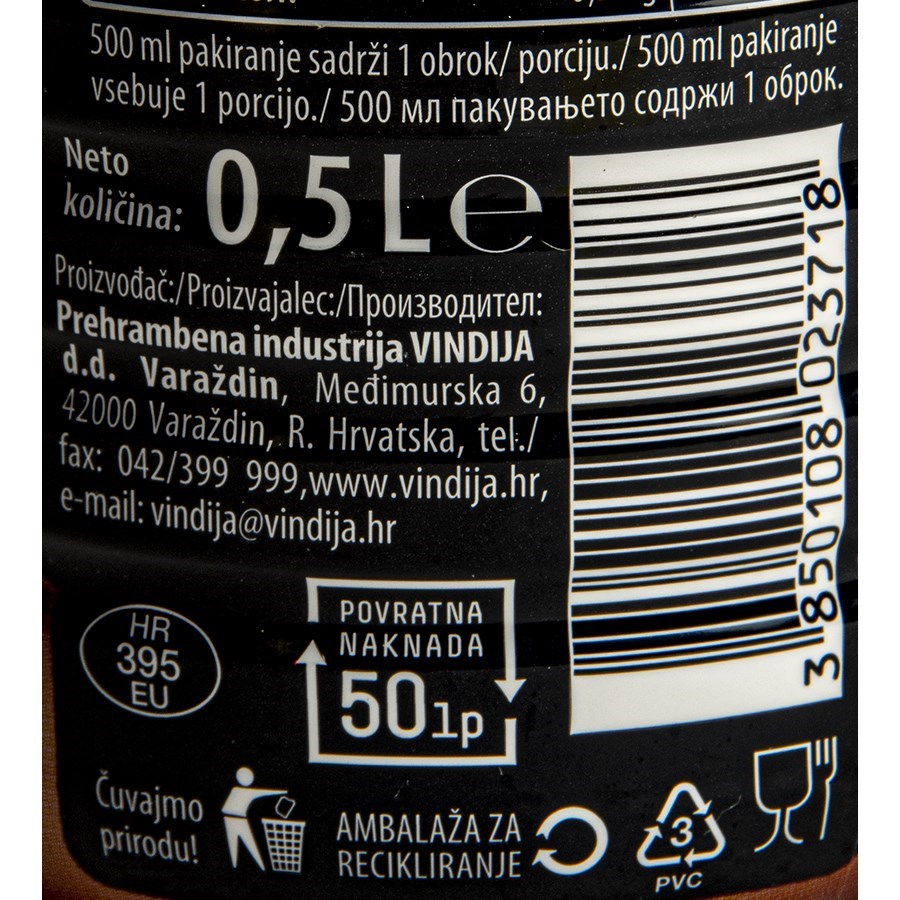 500 ml pakiranje sadrži 1 obrok/ porciju./ 500 ml pakiranje
vsebuje 1 porcijo./ 500 мл пакувањето содржи 1 оброк.
Neto
količina:
0,5 L e
Proizvođač:/Proizvajalec:/Производител:
Prehrambena industrija VINDIJA
d.d. Varaždin, Međimurska 6,
42000 Varaždin, R. Hrvatska, tel./
fax: 042/399 999,www.vindija.hr,
e-mail: vindija@vindija.hr
3 850108 023718
HR
395
EU
POVRATNA
NAKNADA
50lp
Čuvajmo
prirodu!
AMBALAŽA ZA
RECIKLIRANJE
3
PVC